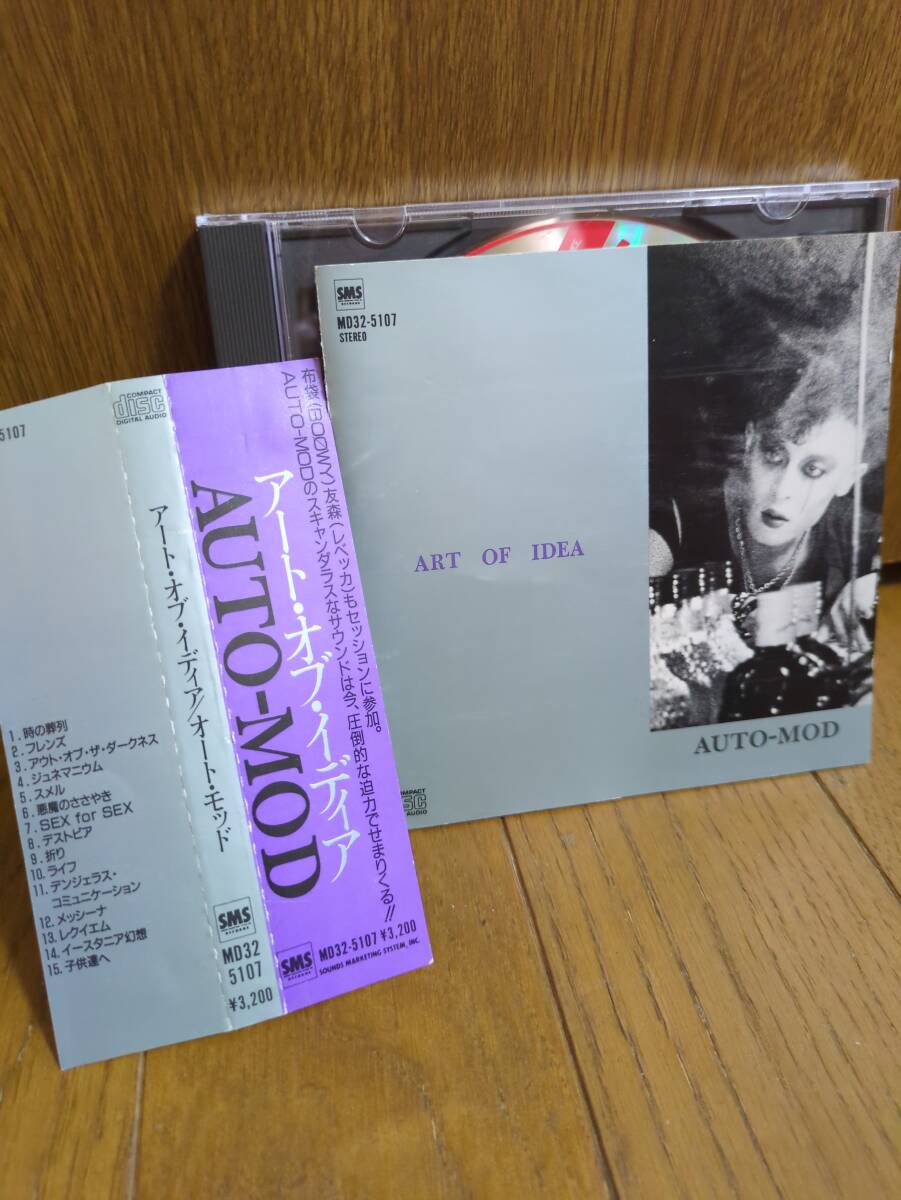 SMS
RECORDS
MD32-5107
STEREO
ART OF IDEA
AUTO-MOD
COMPACT
disc
DIGITAL AUDIO
5107
1. 時の葬列
2. フレンズ
3. アウト・オブ・ザ・ダークネス
4. ジュネマニウム
5. スメル
6. 悪魔のささやき
7. SEX for SEX
8. デストピア
9. 祈り
10. ライフ
11. デンジェラス・
コミュニケーション
12. メッシーナ
13. レクイエム
14. イースタニア幻想
15. 子供達へ
アート・オブ・イディア/オート・モッド
SMS
RECORDS
MD32
5107
¥3,200
布袋(BOØWY)友森(レベッカ)もセッションに参加。
AUTO-MODのスキャンダラスなサウンドは今、圧倒的な迫力でせまりくる!!
アート・オブ・イディア
AUTO-MOD
SMS
RECORDS
MD32-5107 ¥3,200
SOUNDS MARKETING SYSTEM, INC.